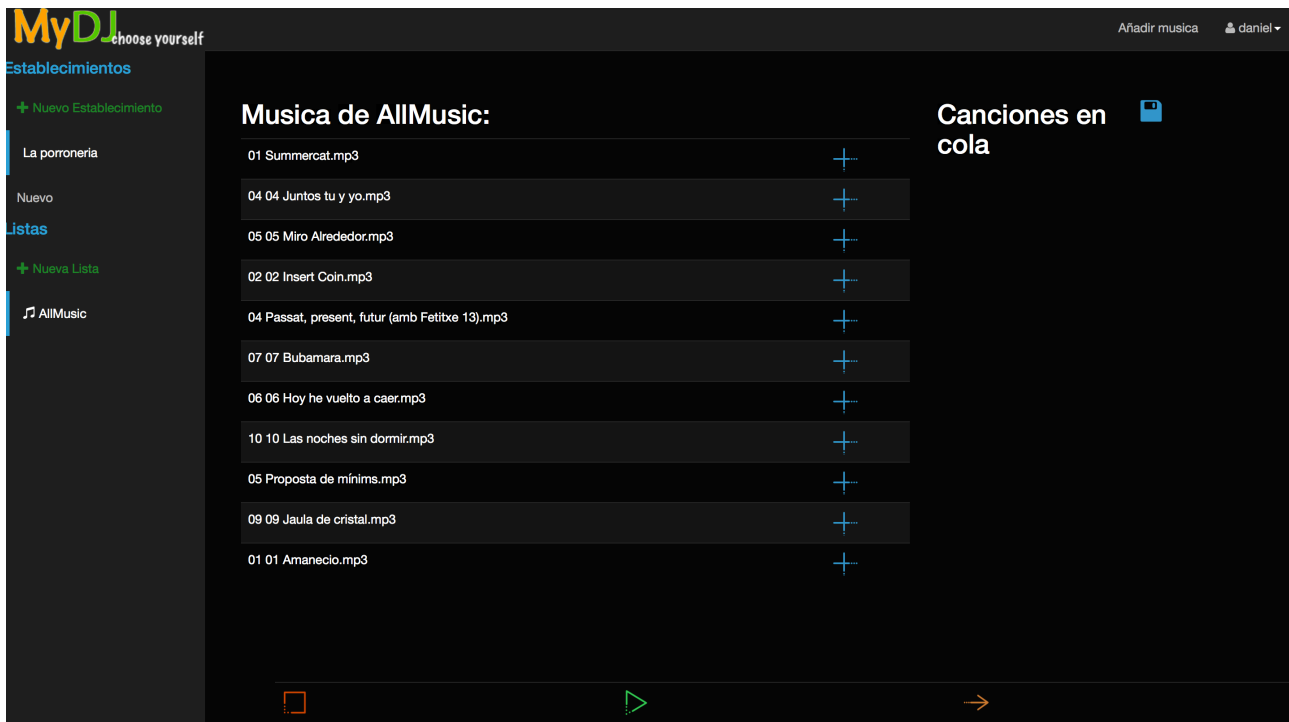 MyDJ choose yourself
Añadir musica
daniel
Establecimientos
Nuevo Establecimiento
La porroneria
Nuevo
Listas
Nueva Lista
AllMusic
Musica de AllMusic:
01 Summercat.mp3
04 04 Juntos tu y yo.mp3
05 05 Miro Alrededor.mp3
02 02 Insert Coin.mp3
04 Passat, present, futur (amb Fetitxe 13).mp3
07 07 Bubamara.mp3
06 06 Hoy he vuelto a caer.mp3
10 10 Las noches sin dormir.mp3
05 Proposta de mínims.mp3
09 09 Jaula de cristal.mp3
01 01 Amanecio.mp3
Canciones en
cola